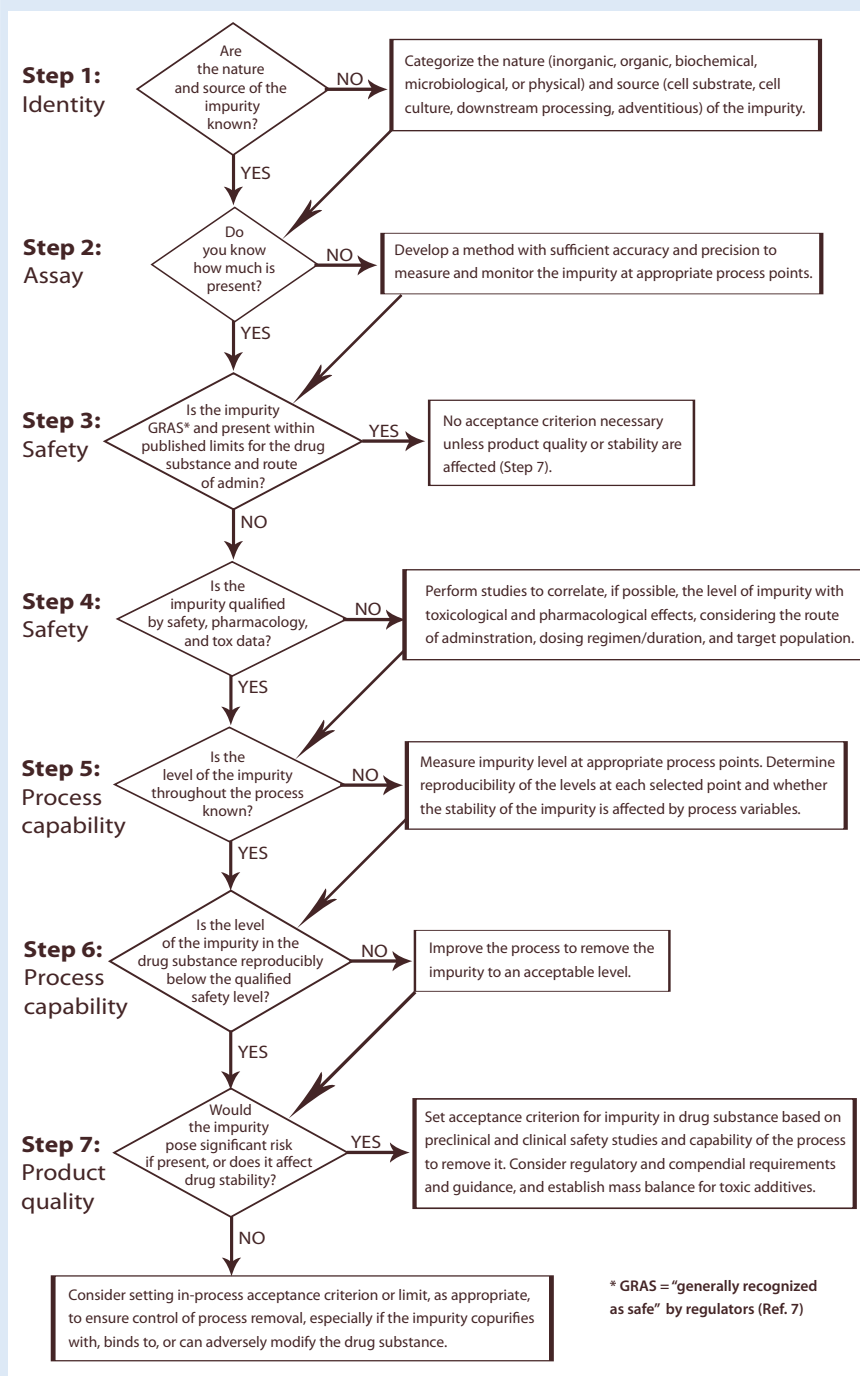 Step 1:
Identity
Are
the nature
and source of the
impurity
known?
NO
Categorize the nature (inorganic, organic, biochemical,
microbiological, or physical) and source (cell substrate, cell
culture, downstream processing, adventitious) of the impurity.
YES
Step 2:
Assay
Do
you know
how much is
present?
NO
Develop a method with sufficient accuracy and precision to
measure and monitor the impurity at appropriate process points.
YES
Step 3:
Safety
Is the impurity
GRAS* and present within
published limits for the drug
substance and route
of admin?
YES
No acceptance criterion necessary
unless product quality or stability are
affected (Step 7).
NO
Step 4:
Safety
Is the
impurity qualified
by safety, pharmacology,
and tox data?
NO
Perform studies to correlate, if possible, the level of impurity with
toxicological and pharmacological effects, considering the route
of adminstration, dosing regimen/duration, and target population.
YES
Step 5:
Process
capability
Is the
level of the impurity
throughout the process
known?
NO
Measure impurity level at appropriate process points. Determine
reproducibility of the levels at each selected point and whether
the stability of the impurity is affected by process variables.
YES
Step 6:
Process
capability
Is the level
of the impurity in the
drug substance reproducibly
below the qualified
safety level?
NO
Improve the process to remove the
impurity to an acceptable level.
YES
Step 7:
Product
quality
Would
the impurity
pose significant risk
if present, or does it affect
drug stability?
YES
Set acceptance criterion for impurity in drug substance based on
preclinical and clinical safety studies and capability of the process
to remove it. Consider regulatory and compendial requirements
and guidance, and establish mass balance for toxic additives.
NO
Consider setting in-process acceptance criterion or limit, as appropriate,
to ensure control of process removal, especially if the impurity copurifies
with, binds to, or can adversely modify the drug substance.
* GRAS = “generally recognized
as safe” by regulators (Ref. 7)